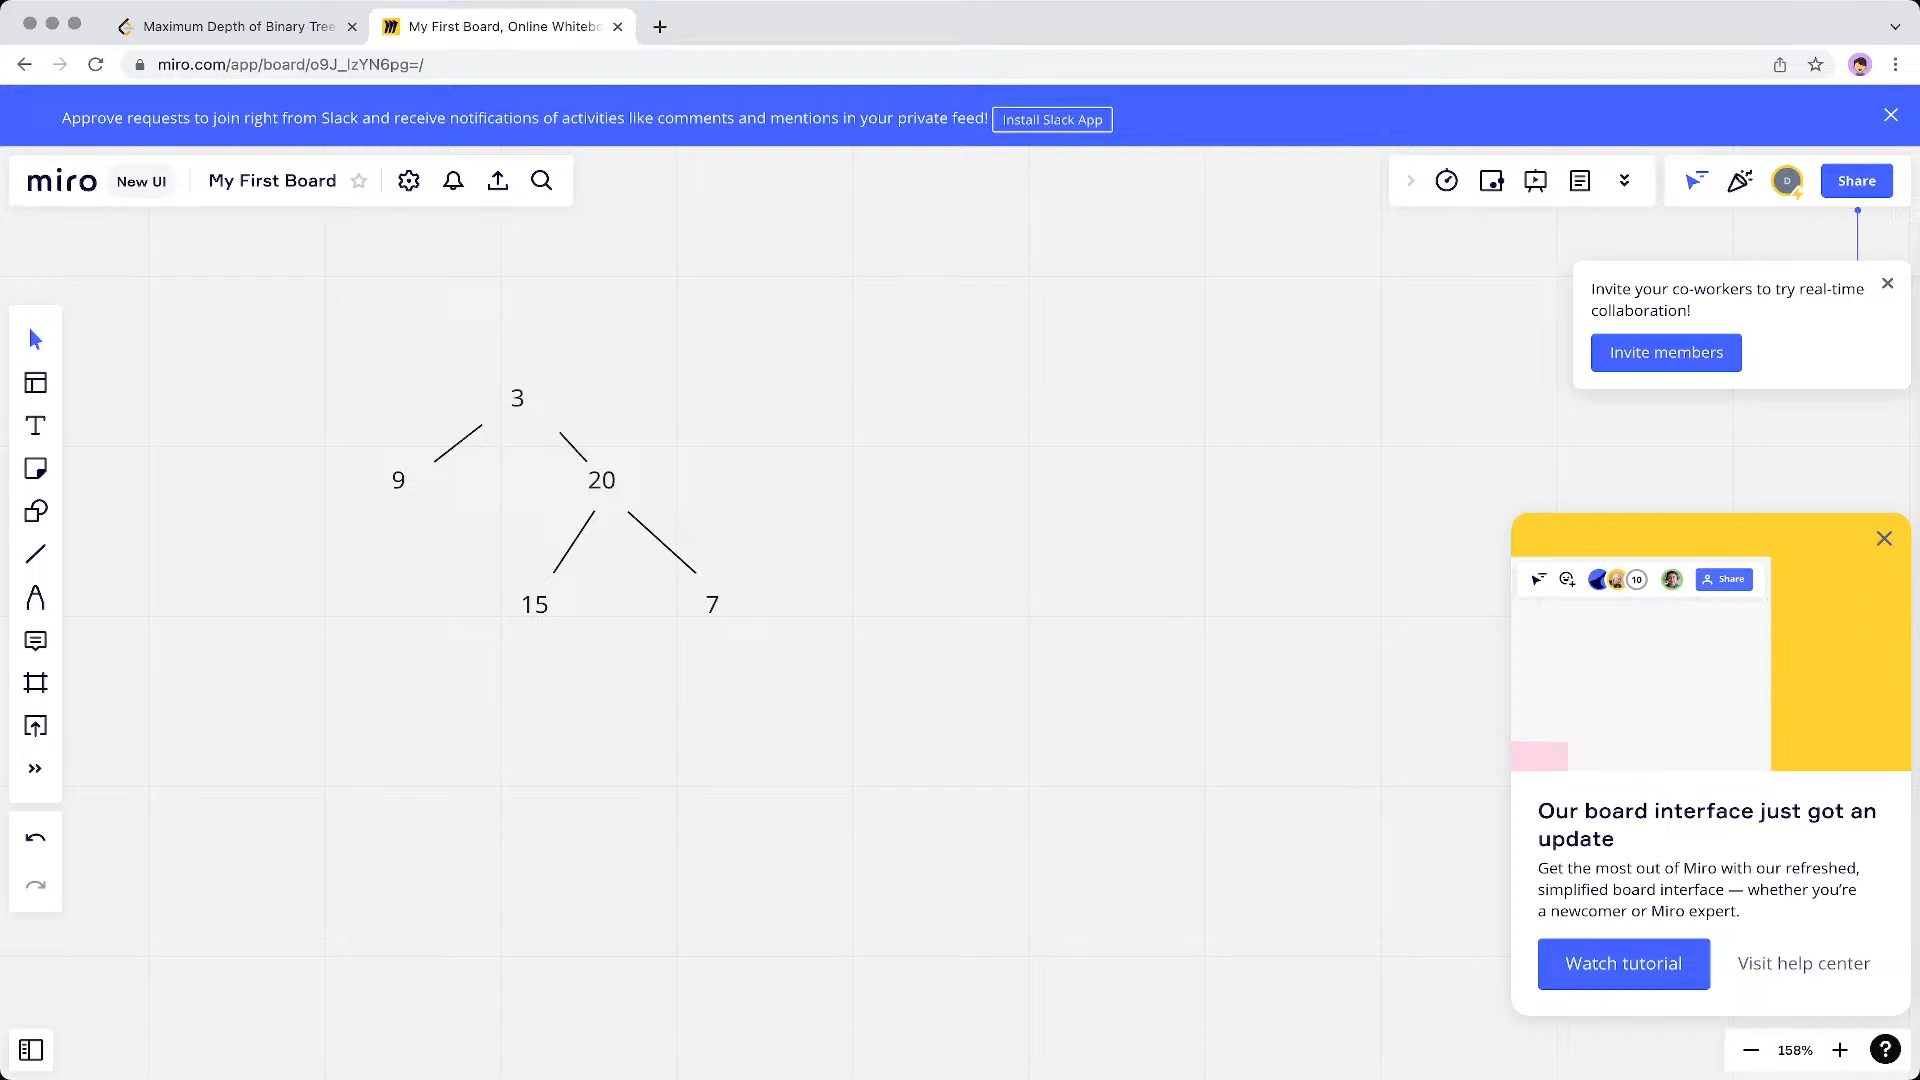 Maximum Depth of Binary Tree
My First Board, Online Whitebo
miro.com/app/board/o9J_lzYN6pg=/
Approve requests to join right from Slack and receive notifications of activities like comments and mentions in your private feed! Install Slack App
miro New UI My First Board
D Share
Invite your co-workers to try real-time
collaboration!
Invite members
3
9 20
15 7
10 Share
Our board interface just got an
update
Get the most out of Miro with our refreshed,
simplified board interface — whether you're
a newcomer or Miro expert.
Watch tutorial Visit help center
158% ?